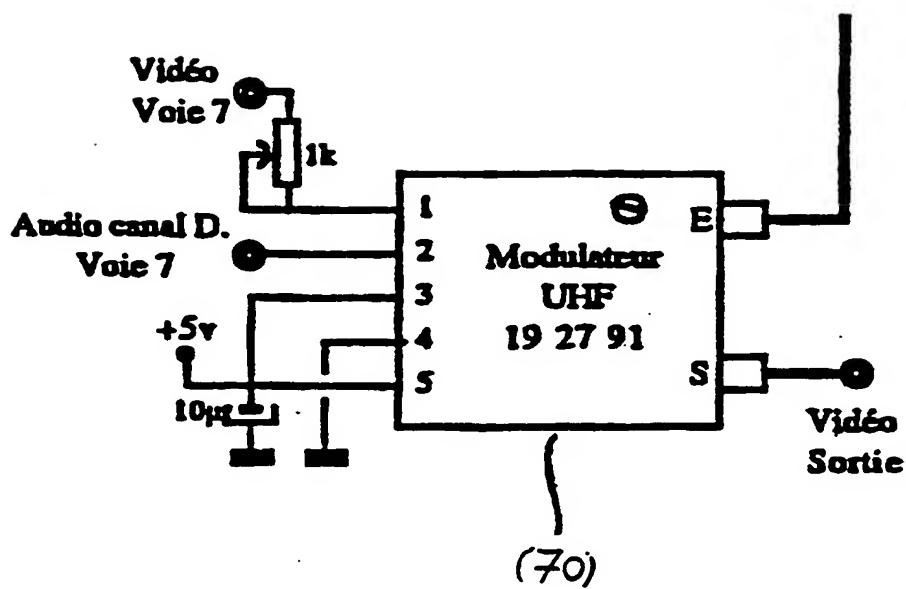 Vidéo
Voie 7
1k
Audio canal D.
Voie 7
+5v
10µf
1
2
3
4
5
Modulateur
UHF
19 27 91
E
S
Vidéo
Sortie
(70)